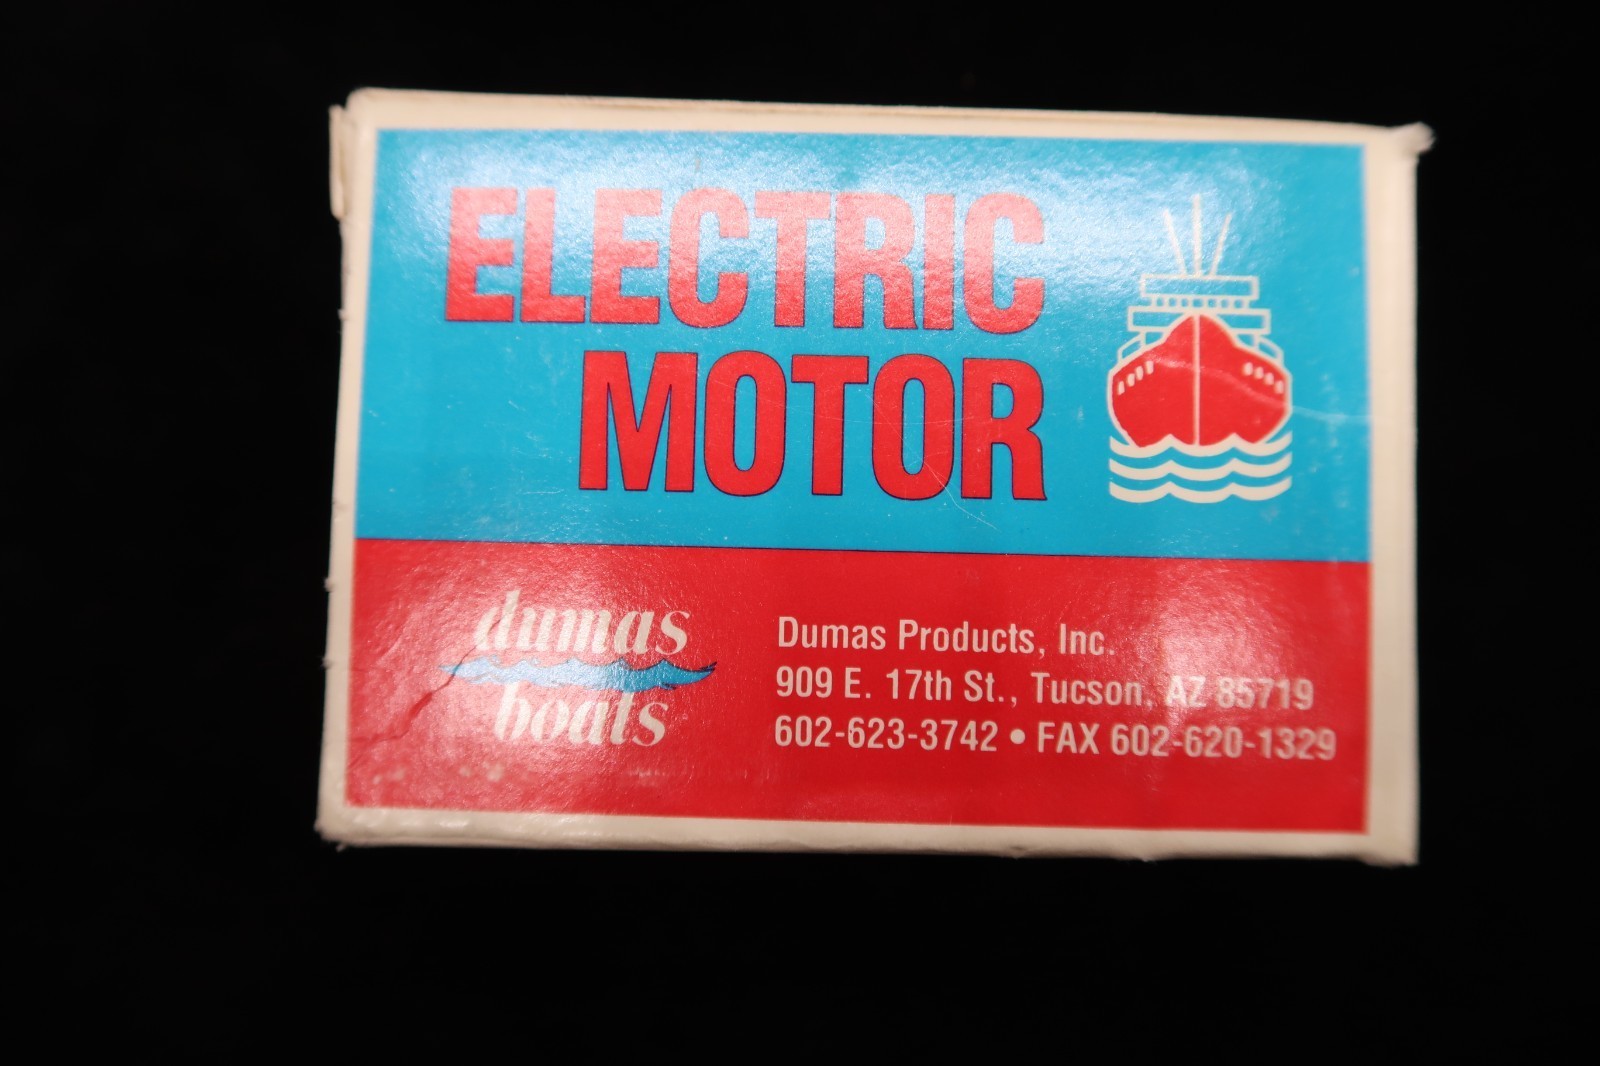 ELECTRIC
MOTOR
dumas
boats
Dumas Products, Inc.
909 E. 17th St., Tucson, AZ 85719
602-623-3742 • FAX 602-620-1329